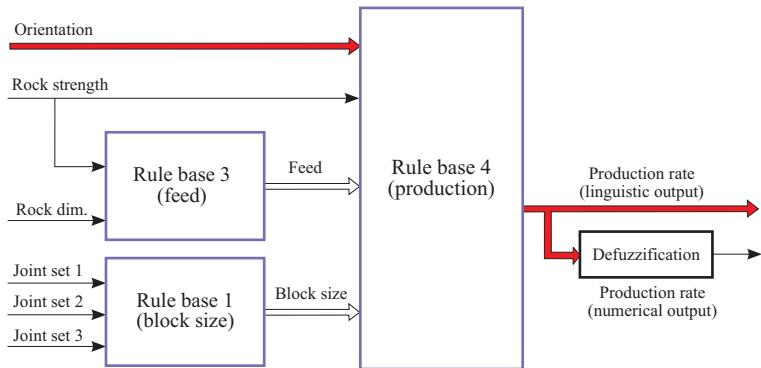 Orientation
Rock strength
Rule base 3
(feed)
Feed
Rock dim.
Rule base 4
(production)
Production rate
(linguistic output)
Defuzzification
Production rate
(numerical output)
Joint set 1
Joint set 2
Joint set 3
Rule base 1
(block size)
Block size